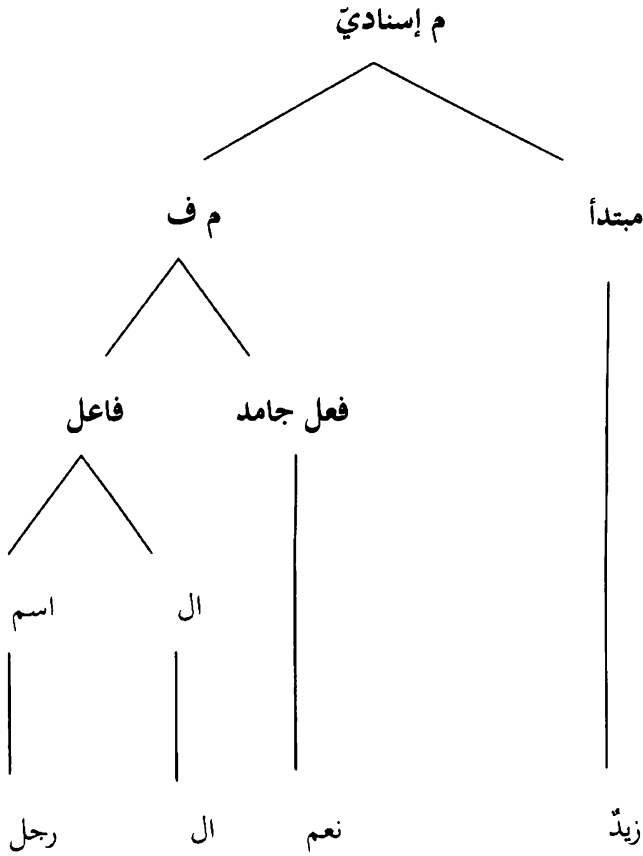 م إسناديّ
مبتدأ م ف
فعل جامد فاعل
ال اسم
زيدٌ نعم ال رجل